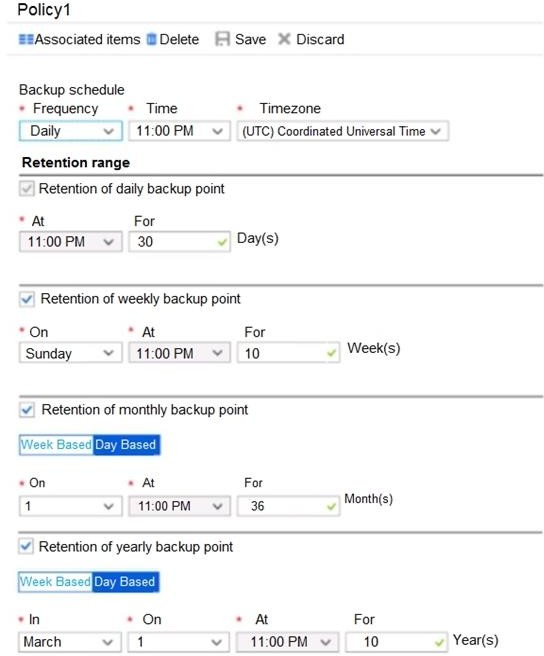 Policy1
Associated items Delete Save Discard
Backup schedule
* Frequency * Time * Timezone
Daily 11:00 PM (UTC) Coordinated Universal Time
Retention range
Retention of daily backup point
* At For
11:00 PM 30 Day(s)
Retention of weekly backup point
* On * At For
Sunday 11:00 PM 10 Week(s)
Retention of monthly backup point
Week Based Day Based
* On * At For
1 11:00 PM 36 Month(s)
Retention of yearly backup point
Week Based Day Based
* In * On * At For
March 1 11:00 PM 10 Year(s)